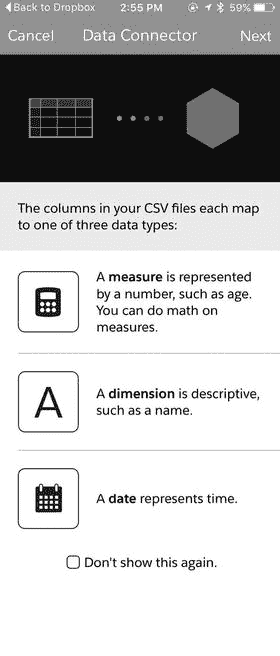 Back to Dropbox 2:55 PM 59%
Cancel Data Connector Next
The columns in your CSV files each map
to one of three data types:
A measure is represented
by a number, such as age.
You can do math on
measures.
A
A dimension is descriptive,
such as a name.
A date represents time.
Don't show this again.